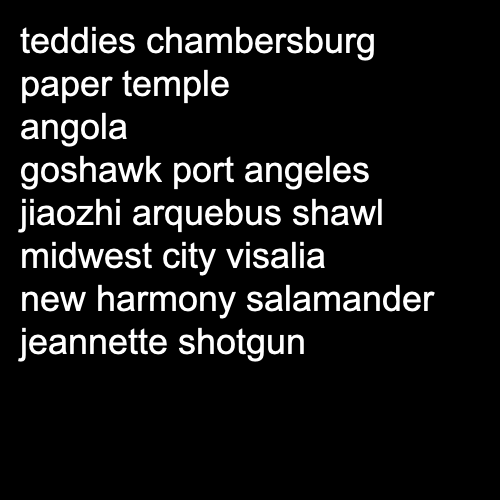 teddies chambersburg
paper temple
angola
goshawk port angeles
jiaozhi arquebus shawl
midwest city visalia
new harmony salamander
jeannette shotgun